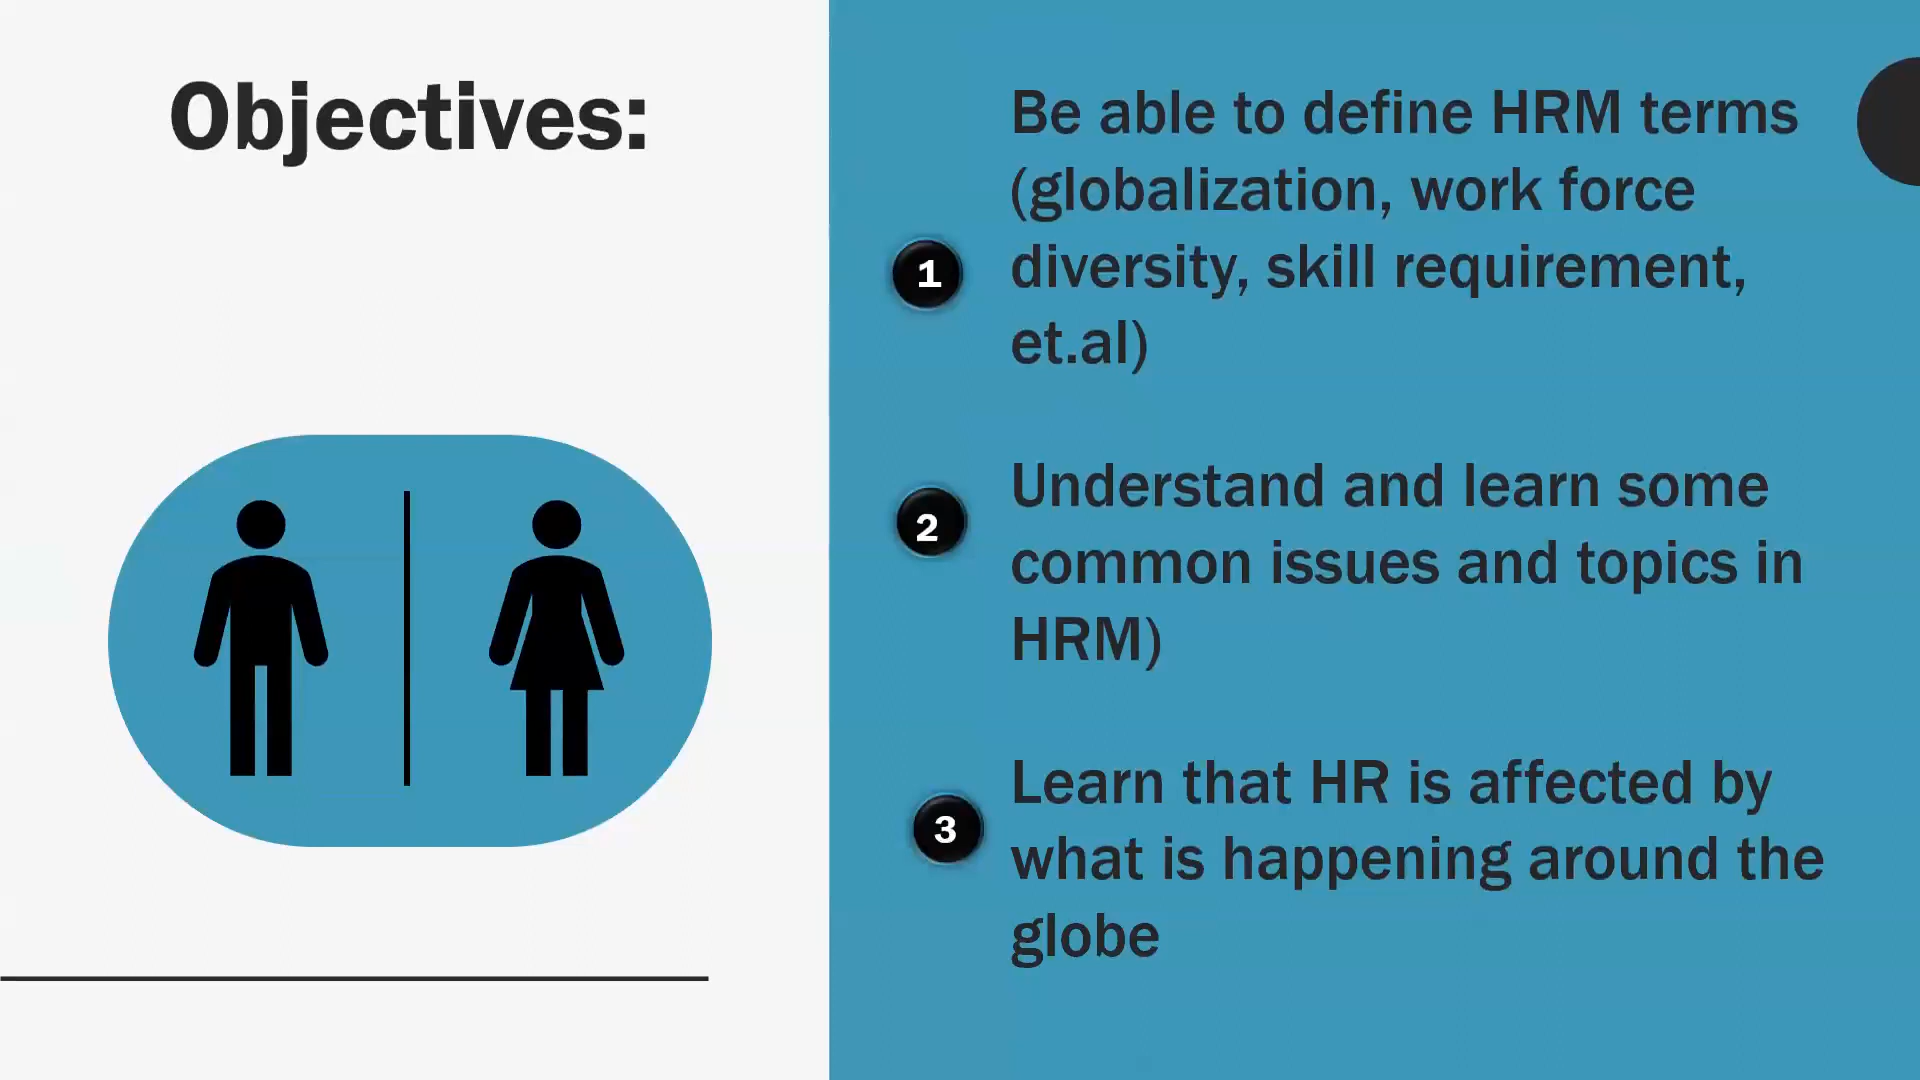 Objectives:
1
Be able to define HRM terms
(globalization, work force
diversity, skill requirement,
et.al)
2
Understand and learn some
common issues and topics in
HRM)
3
Learn that HR is affected by
what is happening around the
globe